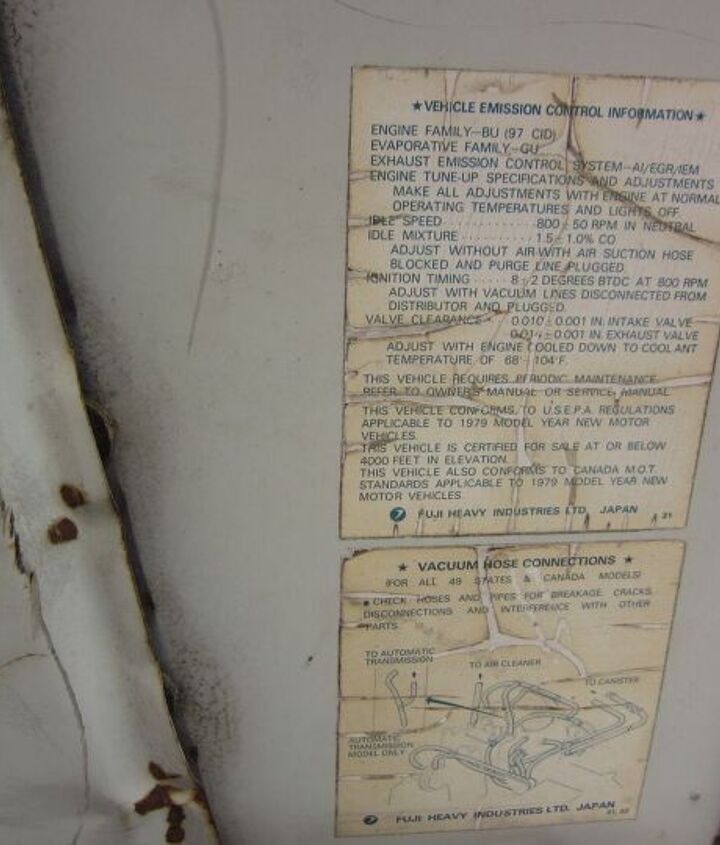 ★VEHICLE EMISSION CONTROL INFORMATION★
ENGINE FAMILY—BU (97 CID)
EVAPORATIVE FAMILY—GU
EXHAUST EMISSION CONTROL SYSTEM—AI/EGR/EM
ENGINE TUNE-UP SPECIFICATIONS AND ADJUSTMENTS
MAKE ALL ADJUSTMENTS WITH ENGINE AT NORMAL
OPERATING TEMPERATURES AND LIGHTS OFF
IDLE SPEED ............ 800±50 RPM IN NEUTRAL
IDLE MIXTURE .......... 1.5±1.0% CO
ADJUST WITHOUT AIR WITH AIR SUCTION HOSE
BLOCKED AND PURGE LINE PLUGGED.
IGNITION TIMING ..... 8±2 DEGREES BTDC AT 800 RPM
ADJUST WITH VACUUM LINES DISCONNECTED FROM
DISTRIBUTOR AND PLUGGED.
VALVE CLEARANCE .. 0.010±0.001 IN. INTAKE VALVE
0.014±0.001 IN. EXHAUST VALVE
ADJUST WITH ENGINE COOLED DOWN TO COOLANT
TEMPERATURE OF 68°-104°F.
THIS VEHICLE REQUIRES PERIODIC MAINTENANCE
REFER TO OWNER'S MANUAL OR SERVICE MANUAL
THIS VEHICLE CONFORMS TO U.S.E.P.A. REGULATIONS
APPLICABLE TO 1979 MODEL YEAR NEW MOTOR
VEHICLES.
THIS VEHICLE IS CERTIFIED FOR SALE AT OR BELOW
4000 FEET IN ELEVATION.
THIS VEHICLE ALSO CONFORMS TO CANADA M.O.T.
STANDARDS APPLICABLE TO 1979 MODEL YEAR NEW
MOTOR VEHICLES
FUJI HEAVY INDUSTRIES LTD. JAPAN 21
★ VACUUM HOSE CONNECTIONS ★
(FOR ALL 49 STATES & CANADA MODELS)
●CHECK HOSES AND PIPES FOR BREAKAGE, CRACKS,
DISCONNECTIONS AND INTERFERENCE WITH OTHER
PARTS.
TO AUTOMATIC
TRANSMISSION
TO AIR CLEANER
TO CANISTER
AUTOMATIC
TRANSMISSION
MODEL ONLY
FUJI HEAVY INDUSTRIES LTD. JAPAN